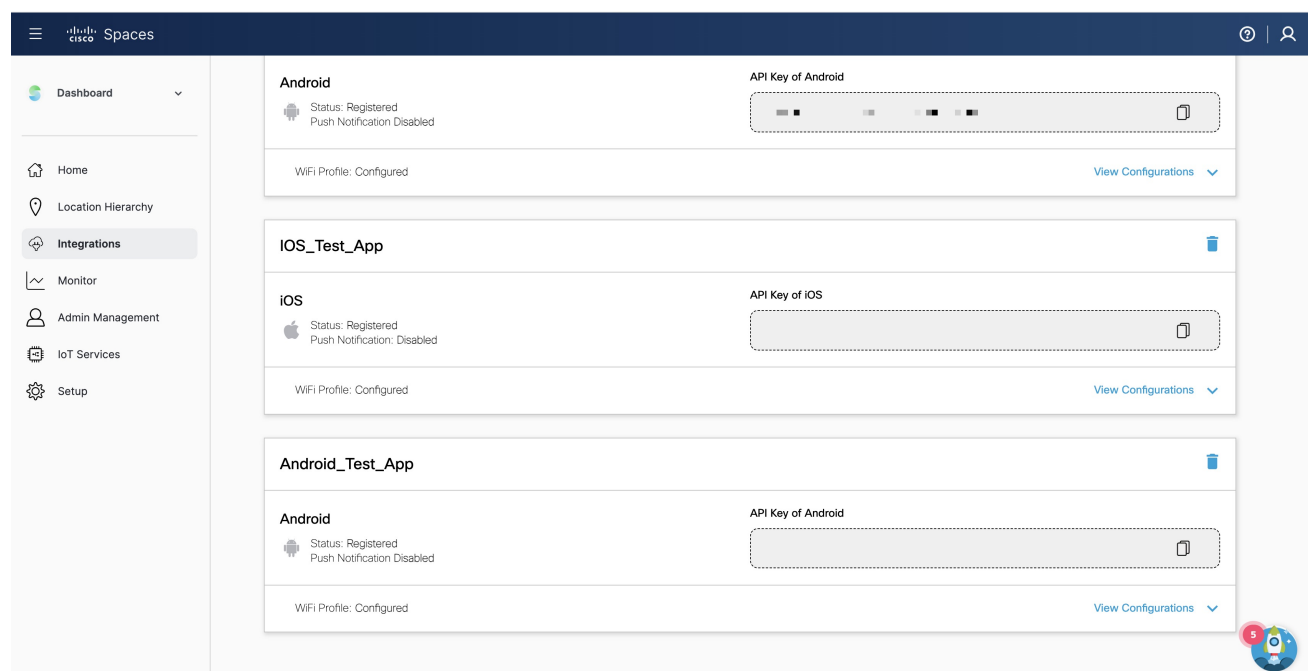 CISCO Spaces
Dashboard
Home
Location Hierarchy
Integrations
Monitor
Admin Management
IoT Services
Setup
Android
Status: Registered
Push Notification Disabled
API Key of Android
WiFi Profile: Configured
View Configurations
IOS_Test_App
iOS
Status: Registered
Push Notification: Disabled
API Key of iOS
WiFi Profile: Configured
View Configurations
Android_Test_App
Android
Status: Registered
Push Notification Disabled
API Key of Android
WiFi Profile: Configured
View Configurations
5